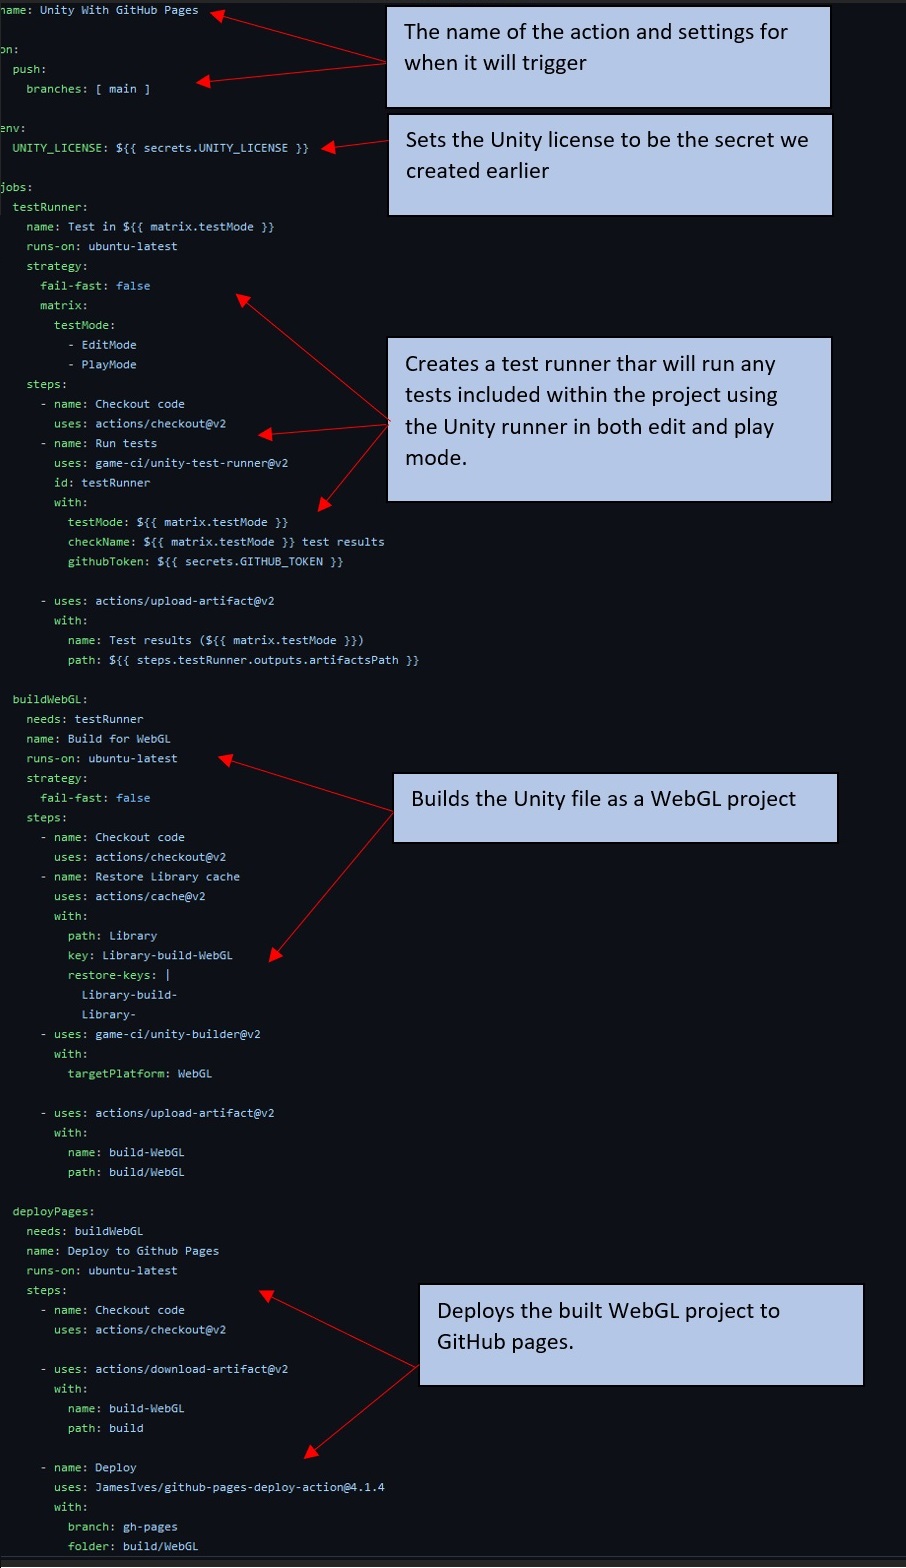 name: Unity With GitHub Pages
The name of the action and settings for
when it will trigger
on:
  push:
    branches: [ main ]
env:
  UNITY_LICENSE: ${{ secrets.UNITY_LICENSE }}
Sets the Unity license to be the secret we
created earlier
jobs:
  testRunner:
    name: Test in ${{ matrix.testMode }}
    runs-on: ubuntu-latest
    strategy:
      fail-fast: false
      matrix:
        testMode:
          - EditMode
          - PlayMode
    steps:
      - name: Checkout code
        uses: actions/checkout@v2
      - name: Run tests
        uses: game-ci/unity-test-runner@v2
        id: testRunner
        with:
          testMode: ${{ matrix.testMode }}
          checkName: ${{ matrix.testMode }} test results
          githubToken: ${{ secrets.GITHUB_TOKEN }}
Creates a test runner thar will run any
tests included within the project using
the Unity runner in both edit and play
mode.
      - uses: actions/upload-artifact@v2
        with:
          name: Test results (${{ matrix.testMode }})
          path: ${{ steps.testRunner.outputs.artifactsPath }}
  buildWebGL:
    needs: testRunner
    name: Build for WebGL
    runs-on: ubuntu-latest
    strategy:
      fail-fast: false
    steps:
      - name: Checkout code
        uses: actions/checkout@v2
      - name: Restore Library cache
        uses: actions/cache@v2
        with:
          path: Library
          key: Library-build-WebGL
          restore-keys: |
            Library-build-
            Library-
      - uses: game-ci/unity-builder@v2
        with:
          targetPlatform: WebGL
Builds the Unity file as a WebGL project
      - uses: actions/upload-artifact@v2
        with:
          name: build-WebGL
          path: build/WebGL
  deployPages:
    needs: buildWebGL
    name: Deploy to Github Pages
    runs-on: ubuntu-latest
    steps:
      - name: Checkout code
        uses: actions/checkout@v2
Deploys the built WebGL project to
GitHub pages.
      - uses: actions/download-artifact@v2
        with:
          name: build-WebGL
          path: build
      - name: Deploy
        uses: JamesIves/github-pages-deploy-action@4.1.4
        with:
          branch: gh-pages
          folder: build/WebGL